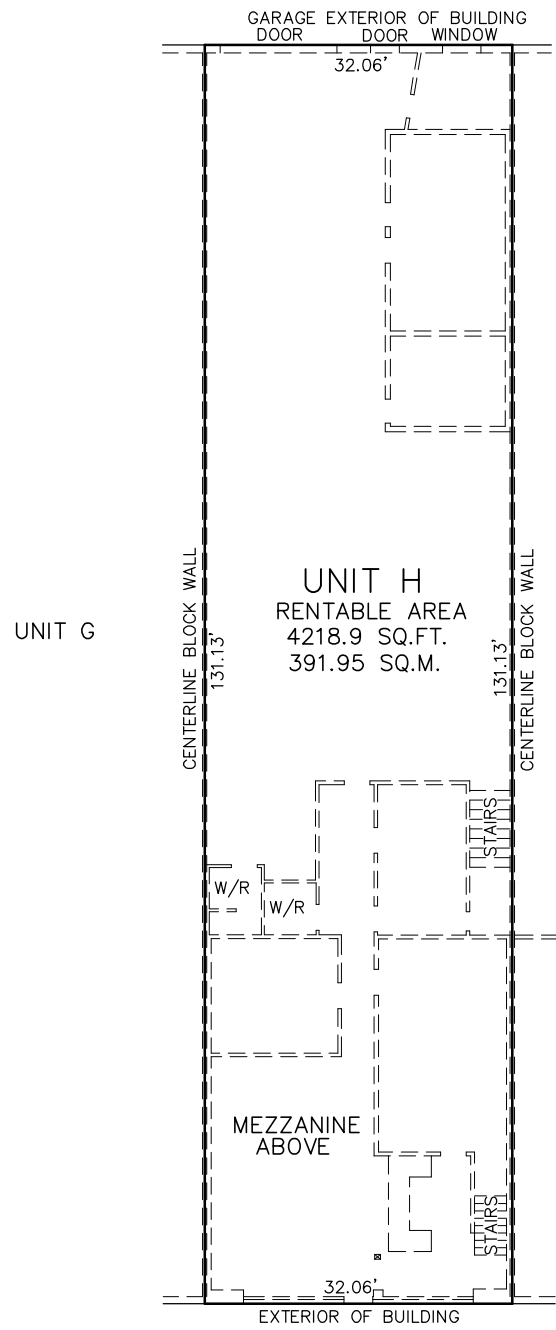 GARAGE EXTERIOR OF BUILDING
DOOR DOOR WINDOW
32.06'
UNIT G
CENTERLINE BLOCK WALL
131.13'
UNIT H
RENTABLE AREA
4218.9 SQ.FT.
391.95 SQ.M.
131.13'
CENTERLINE BLOCK WALL
STAIRS
W/R
W/R
MEZZANINE
ABOVE
STAIRS
32.06'
EXTERIOR OF BUILDING